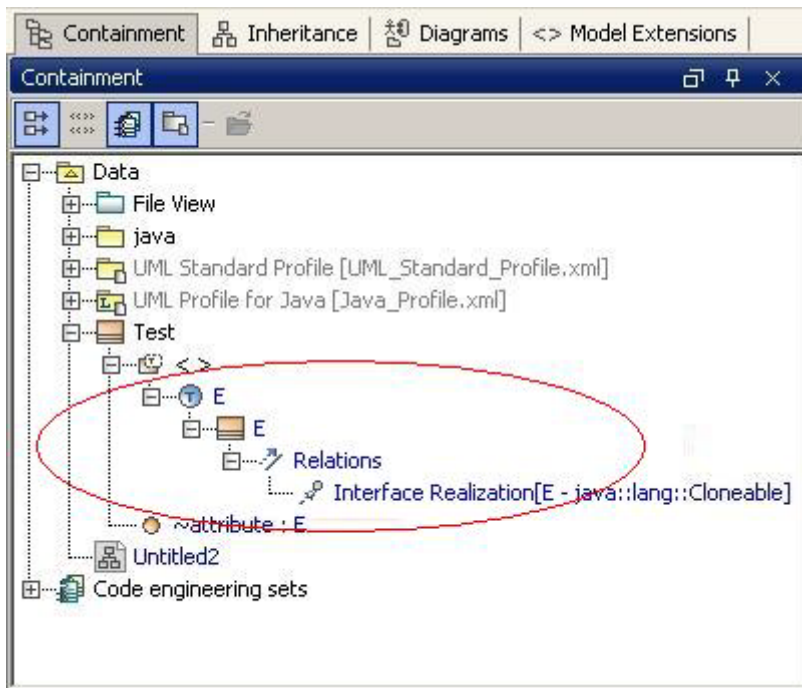 Containment Inheritance Diagrams <> Model Extensions
Containment
Data
File View
java
UML Standard Profile [UML_Standard_Profile.xml]
UML Profile for Java [Java_Profile.xml]
Test
<>
E
E
Relations
Interface Realization[E - java::lang::Cloneable]
~attribute : E
Untitled2
Code engineering sets